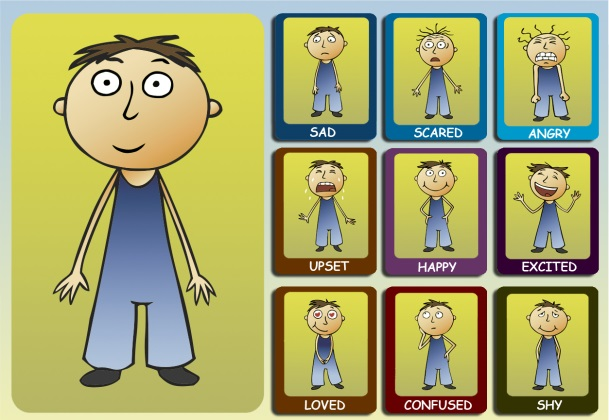 SAD
SCARED
ANGRY
UPSET
HAPPY
EXCITED
LOVED
CONFUSED
SHY